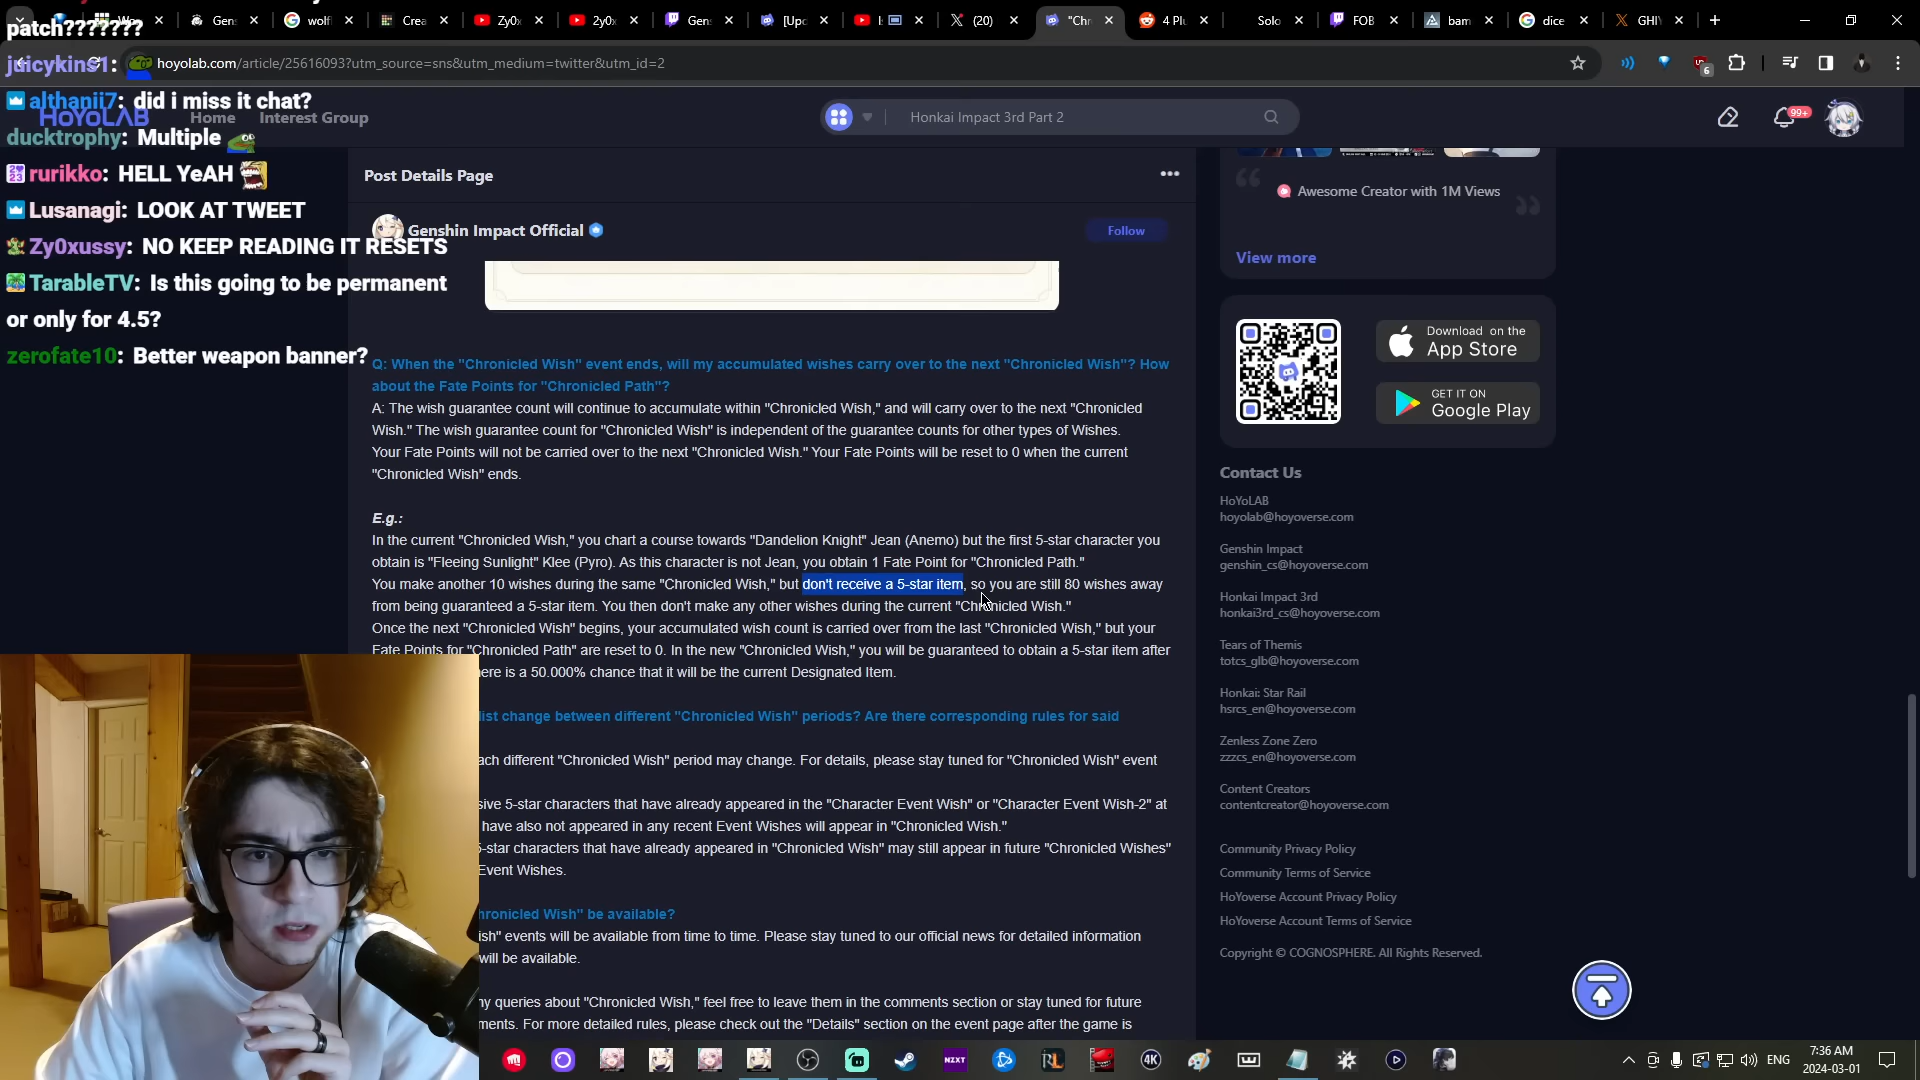 patch???????
juicykins1:
althanii7: did i miss it chat?
ducktrophy: Multiple
rurikko: HELL YeAH
Lusanagi: LOOK AT TWEET
Zy0xussy: NO KEEP READING IT RESETS
TarableTV: Is this going to be permanent
or only for 4.5?
zerofate10: Better weapon banner?
Gens
wolf
Crea
Zy0x
2y0x
Gens
[Upd
(20)
"Chr
4 Plu
Solo
FOB
bam
dice
GHI
hoyolab.com/article/25616093?utm_source=sns&utm_medium=twitter&utm_id=2
6
HOYOLAB
Home
Interest Group
Honkai Impact 3rd Part 2
99+
Post Details Page
Genshin Impact Official
Follow
Q: When the "Chronicled Wish" event ends, will my accumulated wishes carry over to the next "Chronicled Wish"? How
about the Fate Points for "Chronicled Path"?
A: The wish guarantee count will continue to accumulate within "Chronicled Wish," and will carry over to the next "Chronicled
Wish." The wish guarantee count for "Chronicled Wish" is independent of the guarantee counts for other types of Wishes.
Your Fate Points will not be carried over to the next "Chronicled Wish." Your Fate Points will be reset to 0 when the current
"Chronicled Wish" ends.
E.g.:
In the current "Chronicled Wish," you chart a course towards "Dandelion Knight" Jean (Anemo) but the first 5-star character you
obtain is "Fleeing Sunlight" Klee (Pyro). As this character is not Jean, you obtain 1 Fate Point for "Chronicled Path."
You make another 10 wishes during the same "Chronicled Wish," but don't receive a 5-star item, so you are still 80 wishes away
from being guaranteed a 5-star item. You then don't make any other wishes during the current "Chronicled Wish."
Once the next "Chronicled Wish" begins, your accumulated wish count is carried over from the last "Chronicled Wish," but your
Fate Points for "Chronicled Path" are reset to 0. In the new "Chronicled Wish," you will be guaranteed to obtain a 5-star item after
ere is a 50.000% chance that it will be the current Designated Item.
list change between different "Chronicled Wish" periods? Are there corresponding rules for said
ach different "Chronicled Wish" period may change. For details, please stay tuned for "Chronicled Wish" event
sive 5-star characters that have already appeared in the "Character Event Wish" or "Character Event Wish-2" at
have also not appeared in any recent Event Wishes will appear in "Chronicled Wish."
5-star characters that have already appeared in "Chronicled Wish" may still appear in future "Chronicled Wishes"
Event Wishes.
hronicled Wish" be available?
ish" events will be available from time to time. Please stay tuned to our official news for detailed information
will be available.
ny queries about "Chronicled Wish," feel free to leave them in the comments section or stay tuned for future
ments. For more detailed rules, please check out the "Details" section on the event page after the game is
Awesome Creator with 1M Views
View more
Download on the
App Store
GET IT ON
Google Play
Contact Us
HoYoLAB
hoyolab@hoyoverse.com
Genshin Impact
genshin_cs@hoyoverse.com
Honkai Impact 3rd
honkai3rd_cs@hoyoverse.com
Tears of Themis
totcs_glb@hoyoverse.com
Honkai: Star Rail
hsrcs_en@hoyoverse.com
Zenless Zone Zero
zzzcs_en@hoyoverse.com
Content Creators
contentcreator@hoyoverse.com
Community Privacy Policy
Community Terms of Service
HoYoverse Account Privacy Policy
HoYoverse Account Terms of Service
Copyright © COGNOSPHERE. All Rights Reserved.
NZXT
RL
4K
ENG
7:36 AM
2024-03-01